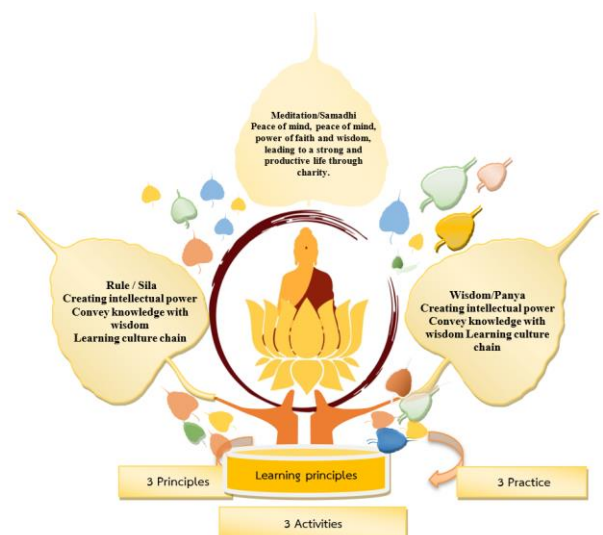 Meditation/Samadhi
Peace of mind, peace of mind,
power of faith and wisdom,
leading to a strong and
productive life through
charity.
Rule / Sila
Creating intellectual power
Convey knowledge with
wisdom
Learning culture chain
Wisdom/Panya
Creating intellectual power
Convey knowledge with
wisdom Learning culture
chain
3 Principles
Learning principles
3 Practice
3 Activities